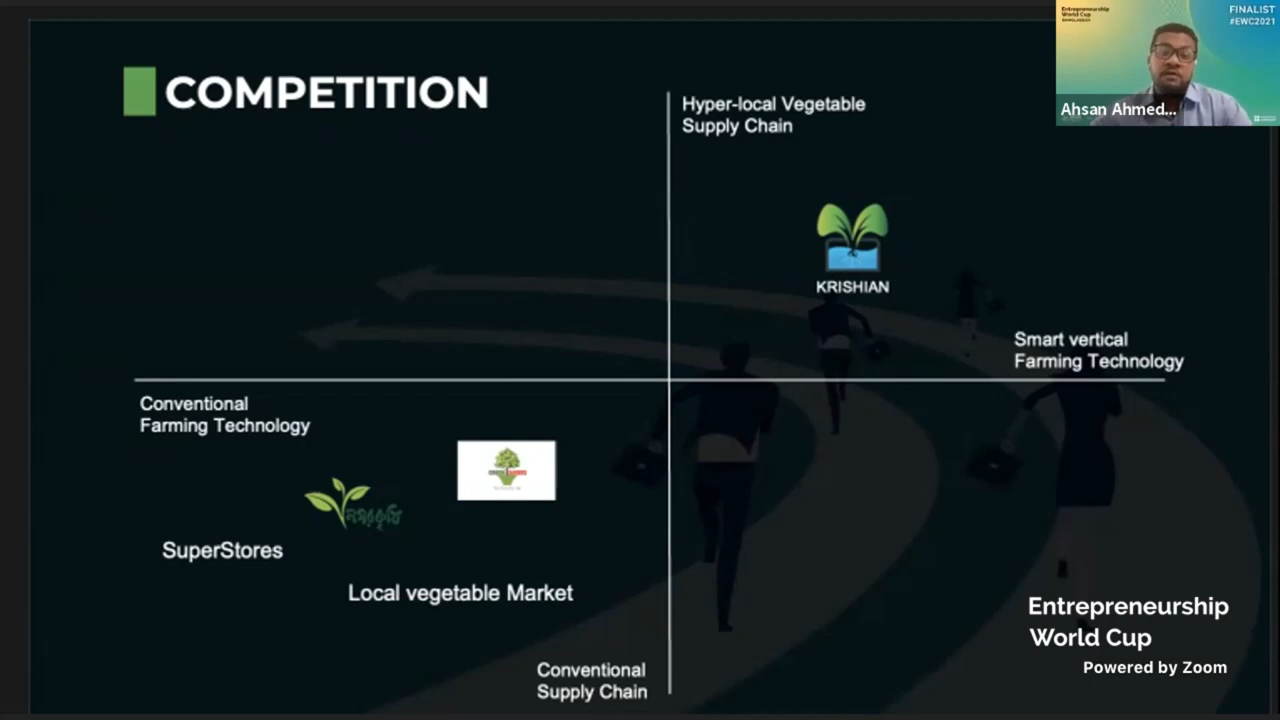 COMPETITION
Hyper-local Vegetable
Supply Chain
KRISHIAN
Smart vertical
Farming Technology
Conventional
Farming Technology
নগরকৃষি
SuperStores
Local vegetable Market
Conventional
Supply Chain
Entrepreneurship
World Cup
FINALIST
#EWC2021
Ahsan Ahmed...
Entrepreneurship
World Cup
Powered by Zoom